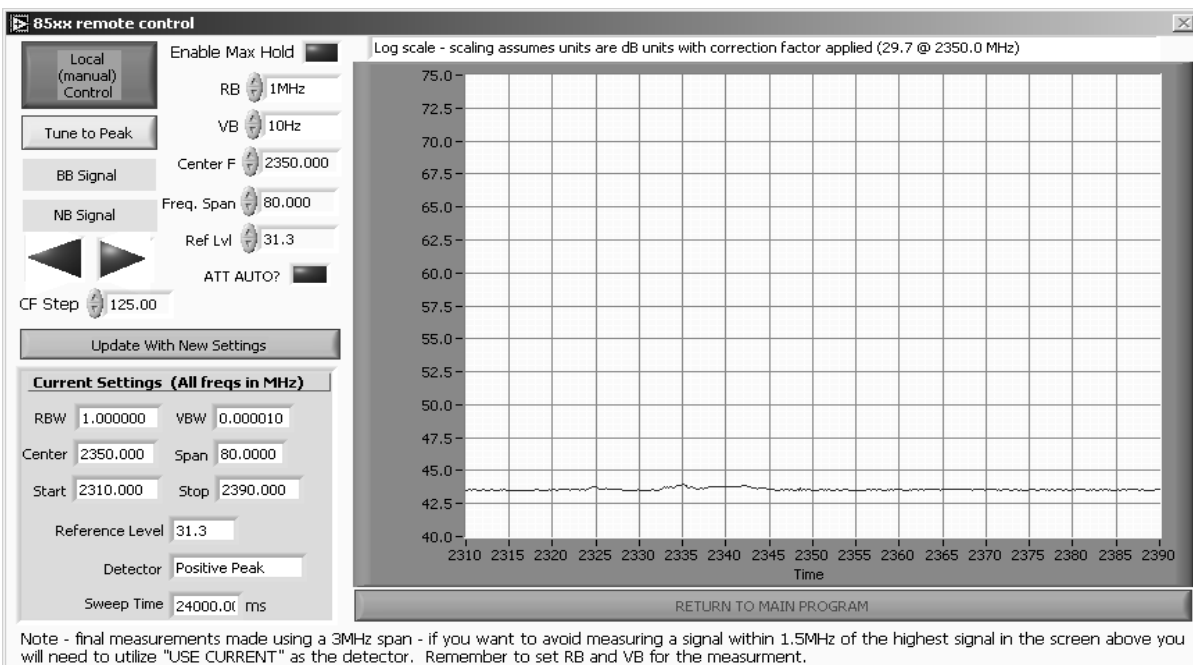 85xx remote control
Local
(manual)
Control
Enable Max Hold
RB 1MHz
Tune to Peak
VB 10Hz
BB Signal
Center F 2350.000
NB Signal
Freq. Span 80.000
Ref Lvl 31.3
ATT AUTO?
CF Step 125.00
Update With New Settings
Current Settings (All freqs in MHz)
RBW 1.000000 VBW 0.000010
Center 2350.000 Span 80.0000
Start 2310.000 Stop 2390.000
Reference Level 31.3
Detector Positive Peak
Sweep Time 24000.0( ms
Log scale - scaling assumes units are dB units with correction factor applied (29.7 @ 2350.0 MHz)
75.0
72.5
70.0
67.5
65.0
62.5
60.0
57.5
55.0
52.5
50.0
47.5
45.0
42.5
40.0
2310 2315 2320 2325 2330 2335 2340 2345 2350 2355 2360 2365 2370 2375 2380 2385 2390
Time
RETURN TO MAIN PROGRAM
Note - final measurements made using a 3MHz span - if you want to avoid measuring a signal within 1.5MHz of the highest signal in the screen above you
will need to utilize "USE CURRENT" as the detector. Remember to set RB and VB for the measurment.